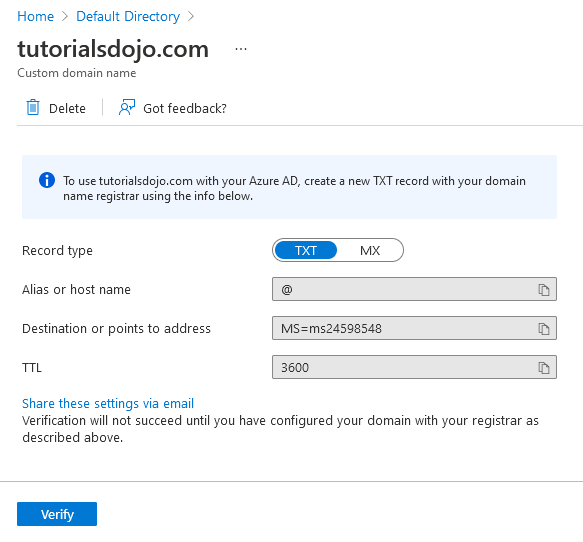 Home > Default Directory >
tutorialsdojo.com ...
Custom domain name
Delete | Got feedback?
To use tutorialsdojo.com with your Azure AD, create a new TXT record with your domain
name registrar using the info below.
Record type TXT MX
Alias or host name @
Destination or points to address MS=ms24598548
TTL 3600
Share these settings via email
Verification will not succeed until you have configured your domain with your registrar as
described above.
Verify